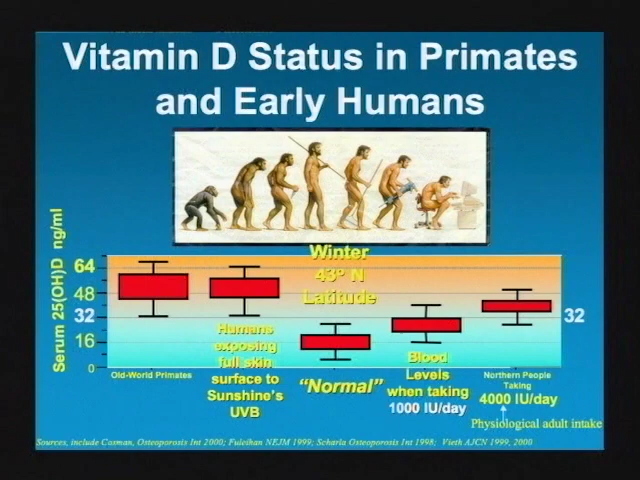 Vitamin D Status in Primates
and Early Humans
Serum 25(OH)D ng/ml
64
48
32
16
0
Winter
43º N
Latitude
32
Old-World Primates
Humans
exposing
full skin
surface to
Sunshine's
UVB
“Normal”
Blood
Levels
when taking
1000 IU/day
Northern People
Taking
4000 IU/day
Physiological adult intake
Sources, include Cosman, Osteoporosis Int 2000; Fuleihan NEJM 1999; Scharla Osteoporosis Int 1998; Vieth AJCN 1999, 2000